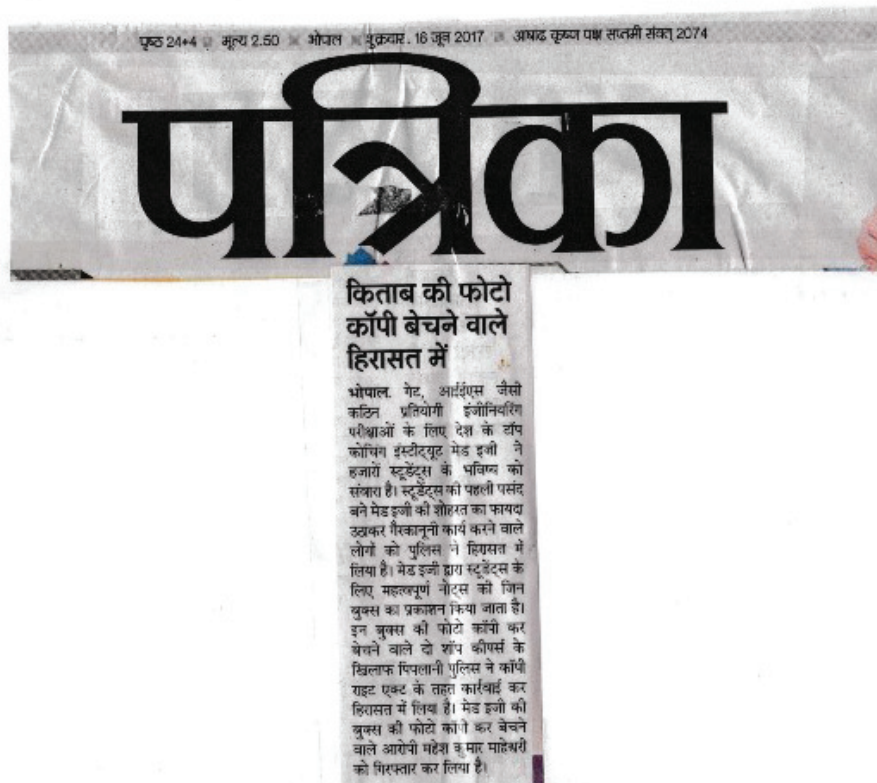 पृष्ठ 24+4 मूल्य 2.50 भोपाल शुक्रवार. 16 जून 2017 अषाढ कृष्ण पक्ष सप्तमी संवत् 2074
पत्रिका
किताब की फोटो
कॉपी बेचने वाले
हिरासत में
भोपाल. गेट, आईईएस जैसी
कठिन प्रतियोगी इंजीनियरिंग
परीक्षाओं के लिए देश के टॉप
कोचिंग इंस्टीट्यूट मेड इजी ने
हजारों स्टूडेंट्स के भविष्य को
संवारा है। स्टूडेंट्स की पहली पसंद
बने मेड इजी की शोहरत का फायदा
उठाकर गैरकानूनी कार्य करने वाले
लोगों को पुलिस ने हिरासत में
लिया है। मेड इजी द्वारा स्टूडेंट्स के
लिए महत्वपूर्ण नोट्स की जिन
बुक्स का प्रकाशन किया जाता है।
इन बुक्स की फोटो कॉपी कर
बेचने वाले दो शॉप कीपर्स के
खिलाफ पिपलानी पुलिस ने कॉपी
राइट एक्ट के तहत कार्रवाई कर
हिरासत में लिया है। मेड इजी की
बुक्स की फोटो कॉपी कर बेचने
वाले आरोपी महेश कुमार माहेश्वरी
को गिरफ्तार कर लिया है।